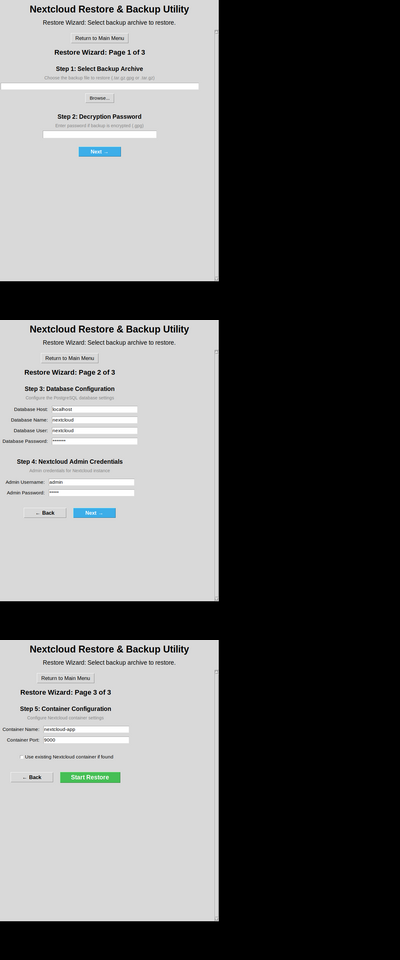 Nextcloud Restore & Backup Utility
Restore Wizard: Select backup archive to restore.
Return to Main Menu
Restore Wizard: Page 1 of 3
Step 1: Select Backup Archive
Choose the backup file to restore (.tar.gz.gpg or .tar.gz)
Browse...
Step 2: Decryption Password
Enter password if backup is encrypted (.gpg)
Next →
Nextcloud Restore & Backup Utility
Restore Wizard: Select backup archive to restore.
Return to Main Menu
Restore Wizard: Page 2 of 3
Step 3: Database Configuration
Configure the PostgreSQL database settings
Database Host: localhost
Database Name: nextcloud
Database User: nextcloud
Database Password: *******
Step 4: Nextcloud Admin Credentials
Admin credentials for Nextcloud instance
Admin Username: admin
Admin Password: *****
← Back Next →
Nextcloud Restore & Backup Utility
Restore Wizard: Select backup archive to restore.
Return to Main Menu
Restore Wizard: Page 3 of 3
Step 5: Container Configuration
Configure Nextcloud container settings
Container Name: nextcloud-app
Container Port: 9000
Use existing Nextcloud container if found
← Back Start Restore